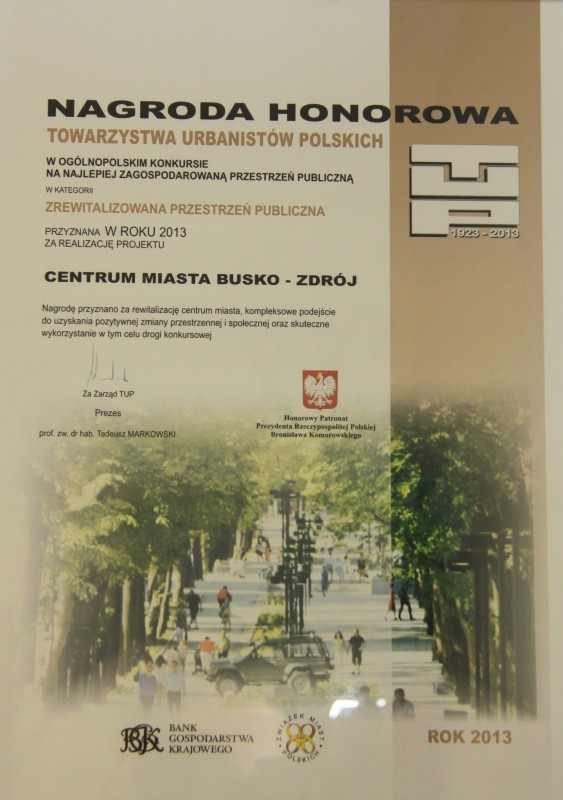 NAGRODA HONOROWA
TOWARZYSTWA URBANISTÓW POLSKICH
W OGÓLNOPOLSKIM KONKURSIE
NA NAJLEPIEJ ZAGOSPODAROWANĄ PRZESTRZEŃ PUBLICZNĄ
W KATEGORII
ZREWITALIZOWANA PRZESTRZEŃ PUBLICZNA
PRZYZNANA W ROKU 2013
ZA REALIZACJĘ PROJEKTU
TUP
1923 - 2013
CENTRUM MIASTA BUSKO - ZDRÓJ
Nagrodę przyznano za rewitalizację centrum miasta, kompleksowe podejście
do uzyskania pozytywnej zmiany przestrzennej i społecznej oraz skuteczne
wykorzystanie w tym celu drogi konkursowej
Za Zarząd TUP
Prezes
prof. zw. dr hab. Tadeusz MARKOWSKI
Honorowy Patronat
Prezydenta Rzeczypospolitej Polskiej
Bronisława Komorowskiego
BGK
BANK
GOSPODARSTWA
KRAJOWEGO
ZWIĄZEK MIAST
POLSKICH
ROK 2013